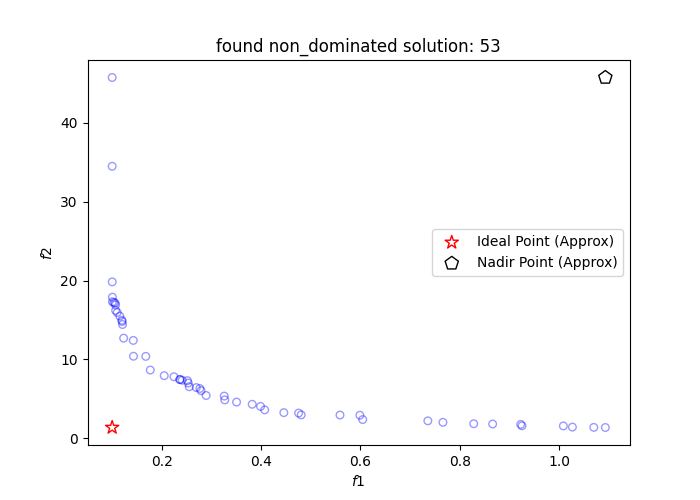 found non_dominated solution: 53
40
30
20
10
0
f2
Ideal Point (Approx)
Nadir Point (Approx)
0.2 0.4 0.6 0.8 1.0
f1